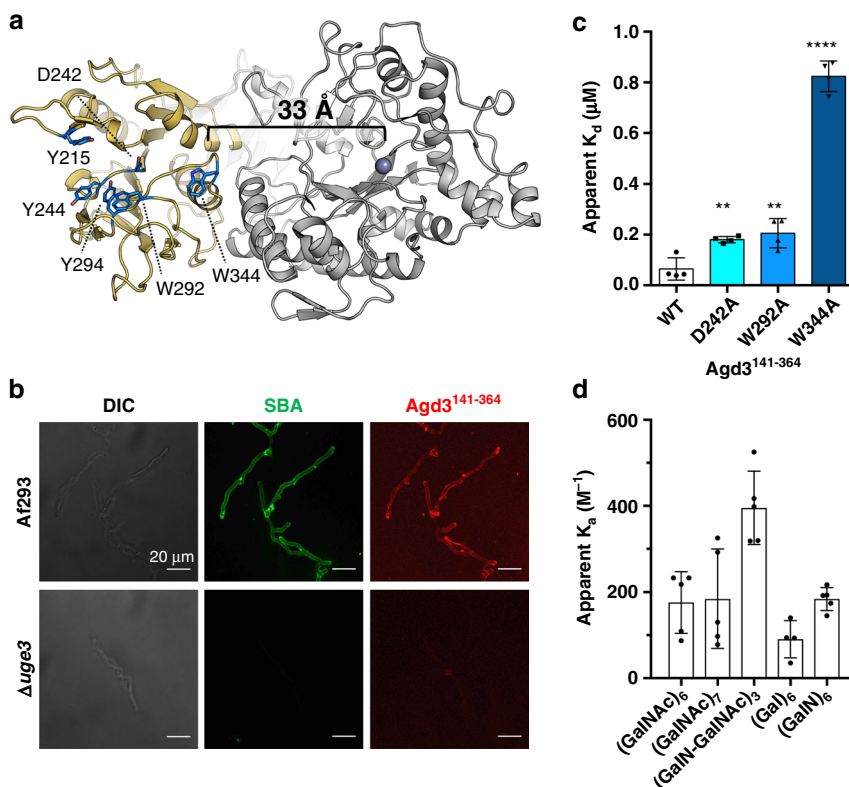 a
D242
Y215
Y244
Y294
W292
W344
33 Å
b
DIC
SBA
Agd3¹⁴¹⁻³⁶⁴
Af293
20 μm
Δuge3
c
Apparent Kd (μM)
1.0
0.8
0.6
0.4
0.2
0.0
**
**
****
WT
D242A
W292A
W344A
Agd3¹⁴¹⁻³⁶⁴
d
Apparent Ka (M⁻¹)
600
400
200
0
(GalNAc)₆
(GalNAc)₇
(GalN-GalNAc)₃
(Gal)₆
(GalN)₆